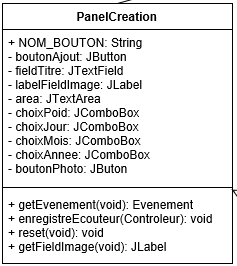 PanelCreation
+ NOM_BOUTON: String
- boutonAjout: JButton
- fieldTitre: JTextField
- labelFieldImage: JLabel
- area: JTextArea
- choixPoid: JComboBox
- choixJour: JComboBox
- choixMois: JComboBox
- choixAnnee: JComboBox
- boutonPhoto: JButon
+ getEvenement(void): Evenement
+ enregistreEcouteur(Controleur): void
+ reset(void): void
+ getFieldImage(void): JLabel